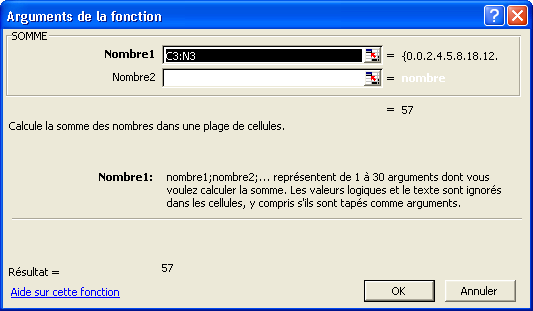 Arguments de la fonction
SOMME
Nombre1 C3:N3 = {0.0.2.4.5.8.18.12.
Nombre2 = nombre
= 57
Calcule la somme des nombres dans une plage de cellules.
Nombre1: nombre1;nombre2;... représentent de 1 à 30 arguments dont vous
voulez calculer la somme. Les valeurs logiques et le texte sont ignorés
dans les cellules, y compris s'ils sont tapés comme arguments.
Résultat = 57
Aide sur cette fonction OK Annuler